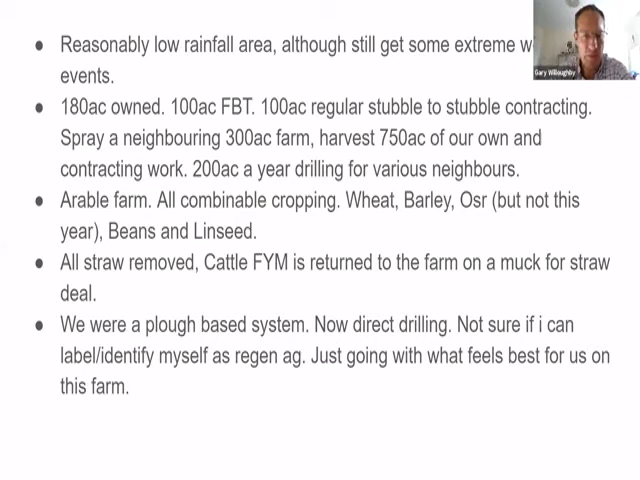 Reasonably low rainfall area, although still get some extreme w
events.
180ac owned. 100ac FBT. 100ac regular stubble to stubble contracting.
Spray a neighbouring 300ac farm, harvest 750ac of our own and
contracting work. 200ac a year drilling for various neighbours.
Arable farm. All combinable cropping. Wheat, Barley, Osr (but not this
year), Beans and Linseed.
All straw removed, Cattle FYM is returned to the farm on a muck for straw
deal.
We were a plough based system. Now direct drilling. Not sure if i can
label/identify myself as regen ag. Just going with what feels best for us on
this farm.
Gary Willoughby